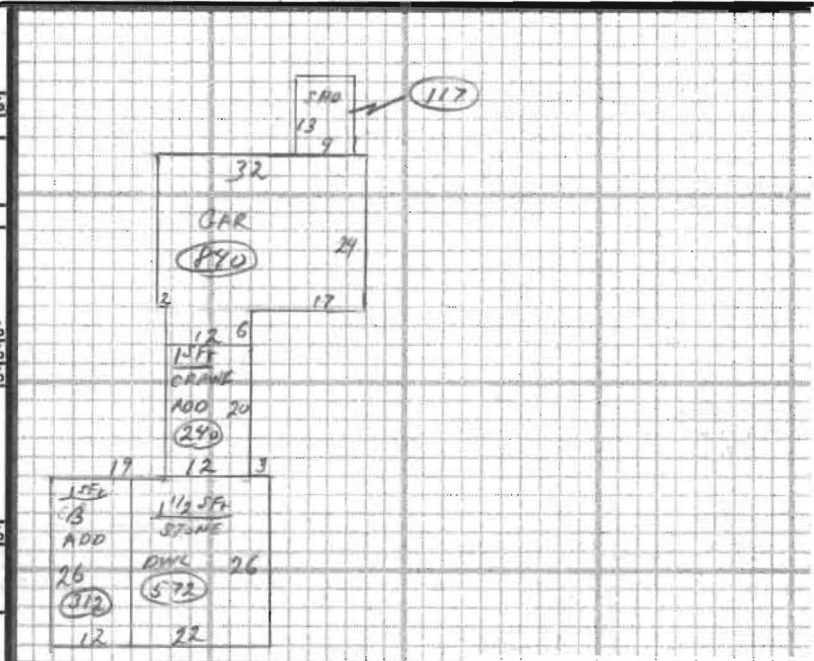 SHD
117
13
9
32
GAR
840
24
2
17
12 6
1SFr
CRAWL
ADD 20
240
19 12 3
1SFr
CB
ADD
26
312
12
1 1/2 SFr
STONE
DWL 26
572
22